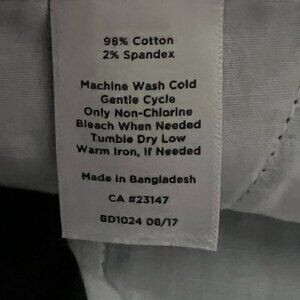 98% Cotton
2% Spandex
Machine Wash Cold
Gentle Cycle
Only Non-Chlorine
Bleach When Needed
Tumble Dry Low
Warm Iron, If Needed
Made In Bangladesh
CA #23147
BD1024 08/17